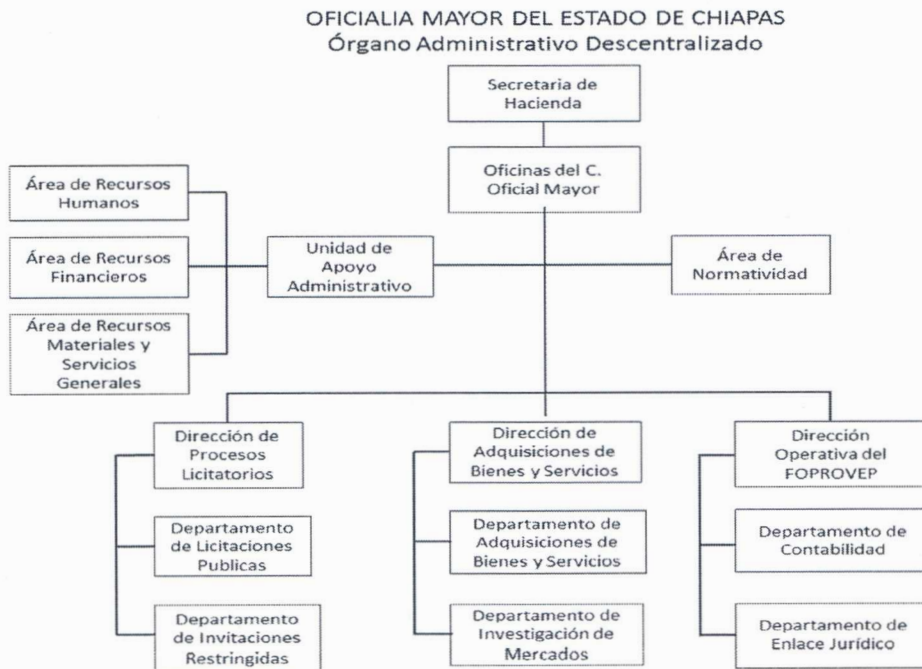 OFICIALIA MAYOR DEL ESTADO DE CHIAPAS
Órgano Administrativo Descentralizado
Secretaria de
Hacienda
Oficinas del C.
Oficial Mayor
Área de Recursos
Humanos
Área de Recursos
Financieros
Área de Recursos
Materiales y
Servicios
Generales
Unidad de
Apoyo
Administrativo
Área de
Normatividad
Dirección de
Procesos
Licitatorios
Departamento
de Licitaciones
Publicas
Departamento
de Invitaciones
Restringidas
Dirección de
Adquisiciones de
Bienes y Servicios
Departamento de
Adquisiciones de
Bienes y Servicios
Departamento de
Investigación de
Mercados
Dirección
Operativa del
FOPROVEP
Departamento de
Contabilidad
Departamento de
Enlace Jurídico